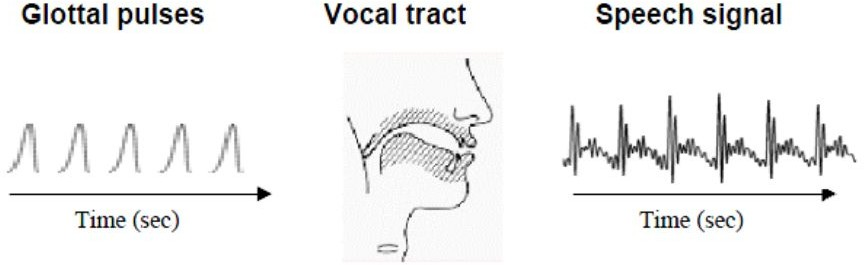 Glottal pulses
Vocal tract
Speech signal
Time (sec)
Time (sec)